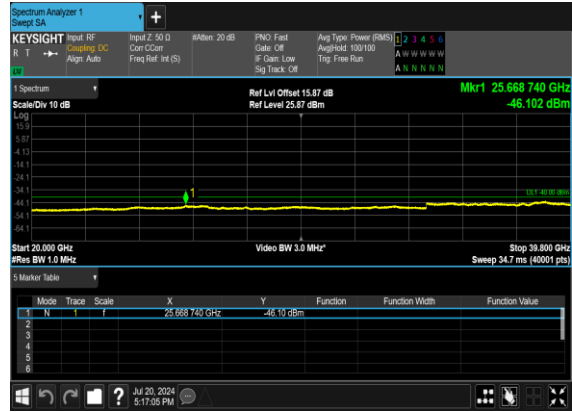 Spectrum Analyzer 1
Swept SA
+
KEYSIGHT Input: RF Input Z: 50 Ω #Atten: 20 dB PNO: Fast Avg Type: Power (RMS) 1 2 3 4 5 6
R T Coupling: DC Corr CCorr Gate: Off Avg|Hold: 100/100 A W W W W W
Align: Auto Freq Ref: Int (S) IF Gain: Low Trig: Free Run
Sig Track: Off A N N N N N
1 Spectrum Ref Lvl Offset 15.87 dB Mkr1 25.668 740 GHz
Scale/Div 10 dB Ref Level 25.87 dBm -46.102 dBm
Log
15.9
5.87
-4.13
-14.1
-24.1
-34.1 1 DL1 -40.00 dBm
-44.1
-54.1
-64.1
Start 20.000 GHz Video BW 3.0 MHz* Stop 39.800 GHz
#Res BW 1.0 MHz Sweep 34.7 ms (40001 pts)
5 Marker Table
Mode Trace Scale X Y Function Function Width Function Value
1 N 1 f 25.668 740 GHz -46.10 dBm
2
3
4
5
6
? Jul 20, 2024
5:17:05 PM